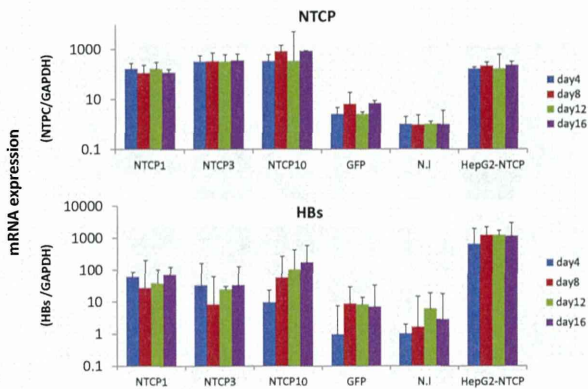 NTCP
mRNA expression
(NTPC/GAPDH)
1000
10
0.1
NTCP1 NTCP3 NTCP10 GFP N.I HepG2-NTCP
day4
day8
day12
day16
HBs
(HBs /GAPDH)
10000
1000
100
10
1
0.1
NTCP1 NTCP3 NTCP10 GFP N.I HepG2-NTCP
day4
day8
day12
day16